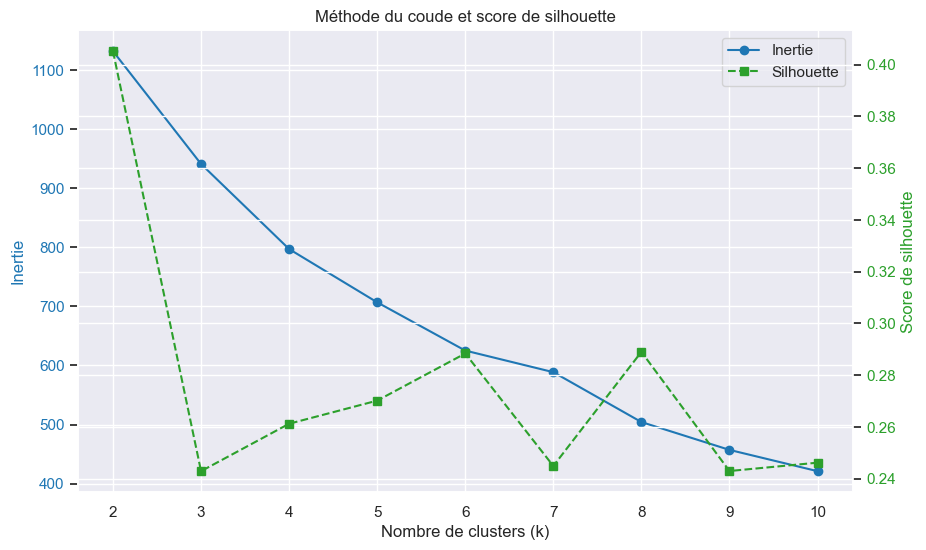 Méthode du coude et score de silhouette
Inertie
Silhouette
1100
1000
900
800
700
600
500
400
Inertie
0.40
0.38
0.36
0.34
0.32
0.30
0.28
0.26
0.24
Score de silhouette
2 3 4 5 6 7 8 9 10
Nombre de clusters (k)